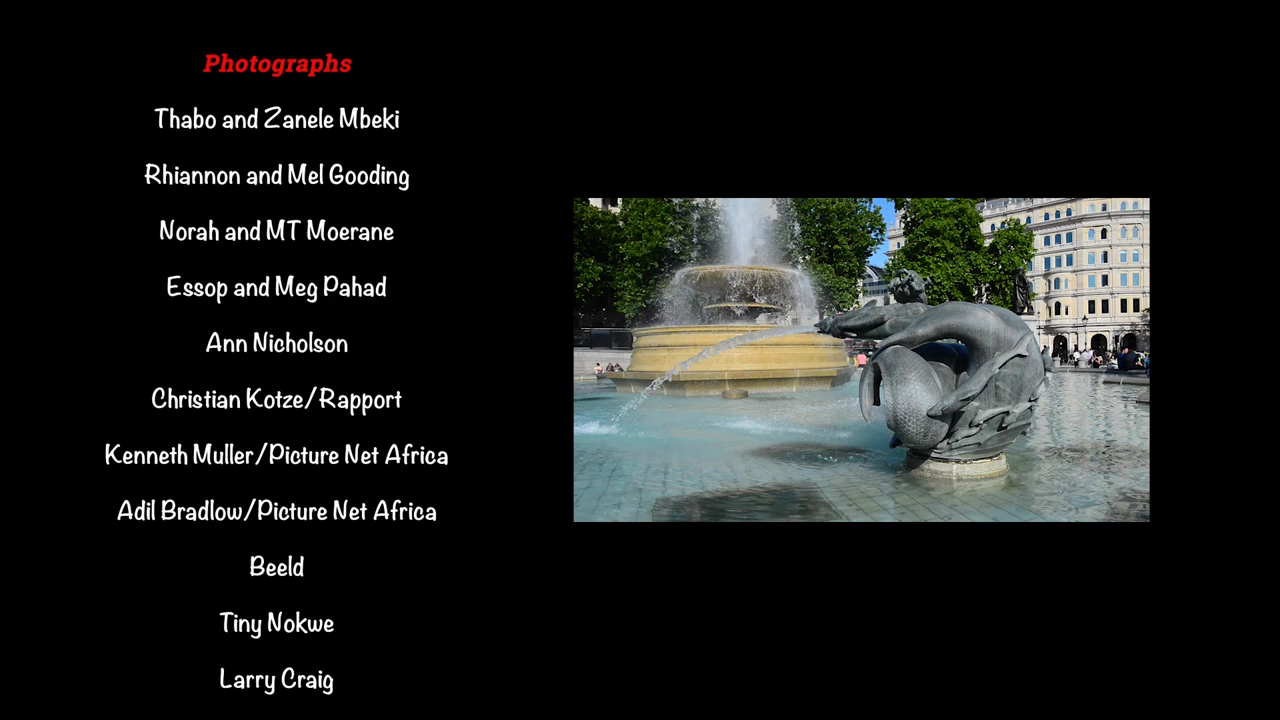 Photographs
Thabo and Zanele Mbeki
Rhiannon and Mel Gooding
Norah and MT Moerane
Essop and Meg Pahad
Ann Nicholson
Christian Kotze/Rapport
Kenneth Muller/Picture Net Africa
Adil Bradlow/Picture Net Africa
Beeld
Tiny Nokwe
Larry Craig